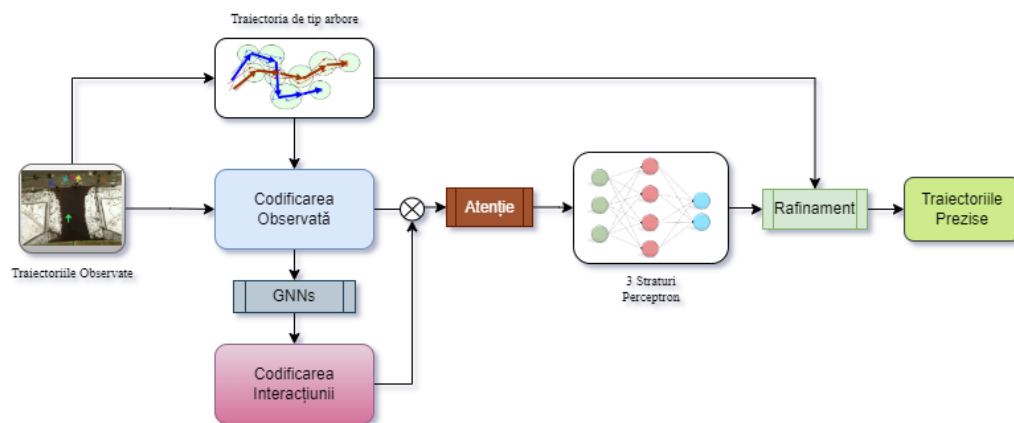 Traiectoria de tip arbore
Codificarea
Observată
Atenție
Rafinament
Traiectoriile
Prezise
Traiectoriile Observate
GNNs
3 Straturi
Perceptron
Codificarea
Interacțiunii